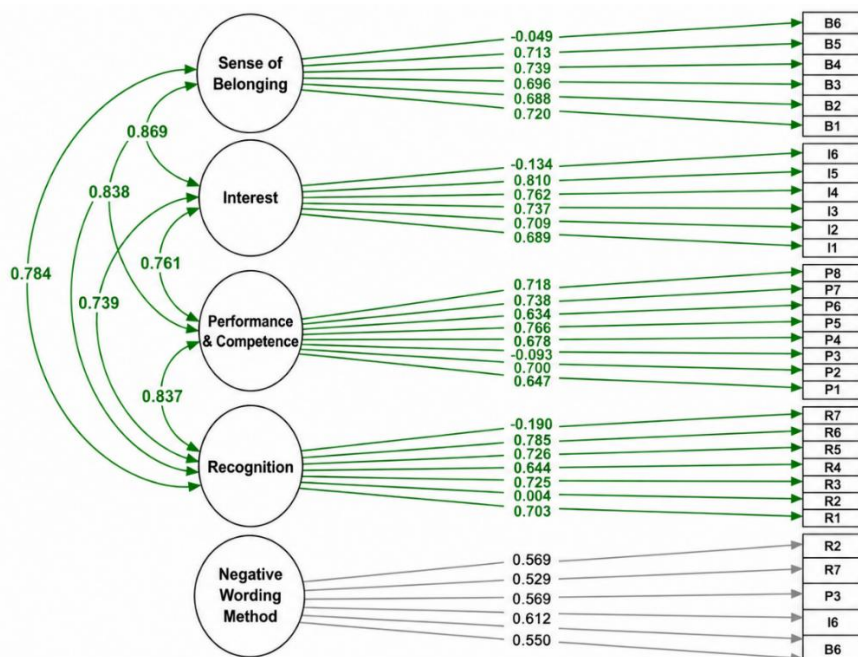 Sense of
Belonging
-0.049
0.713
0.739
0.696
0.688
0.720
B6
B5
B4
B3
B2
B1
0.869
Interest
-0.134
0.810
0.762
0.737
0.709
0.689
I6
I5
I4
I3
I2
I1
0.838
0.784
0.761
0.739
Performance
& Competence
0.718
0.738
0.634
0.766
0.678
-0.093
0.700
0.647
P8
P7
P6
P5
P4
P3
P2
P1
0.837
Recognition
-0.190
0.785
0.726
0.644
0.725
0.004
0.703
R7
R6
R5
R4
R3
R2
R1
Negative
Wording
Method
0.569
0.529
0.569
0.612
0.550
R2
R7
P3
I6
B6